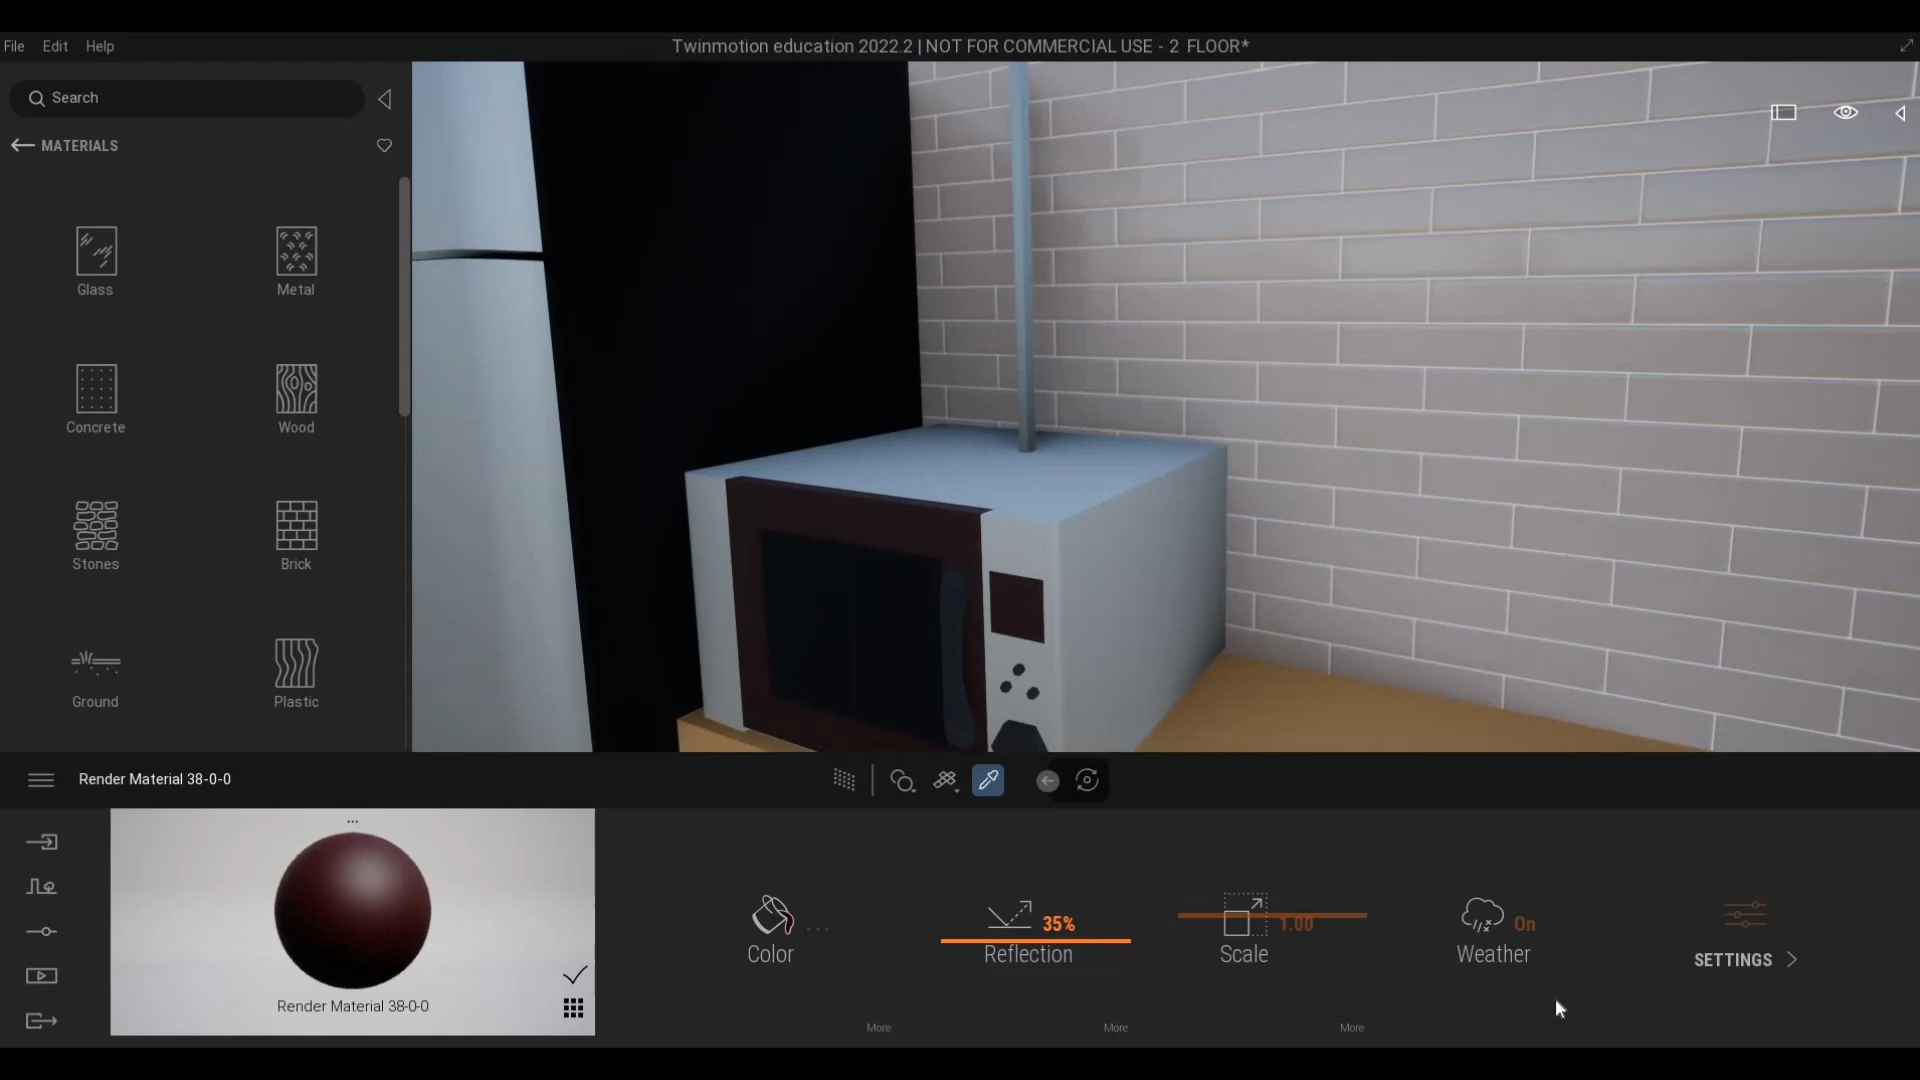 File Edit Help
Twinmotion education 2022.2 | NOT FOR COMMERCIAL USE - 2 FLOOR*
Search
MATERIALS
Glass
Metal
Concrete
Wood
Stones
Brick
Ground
Plastic
Render Material 38-0-0
...
Render Material 38-0-0
Color ...
More
35%
Reflection
More
1.00
Scale
More
On
Weather
SETTINGS